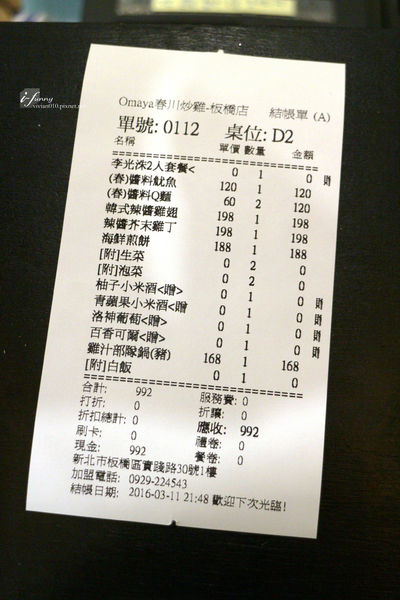 i-funny
vivian010.pixnet.
Omaya春川炒雞-板橋店 結帳單 (A)
單號: 0112 桌位: D2
名稱 單價 數量 金額
李光洙2人套餐< 0 1 0 贈
(春)醬料魷魚 120 1 120
(春)醬料Q麵 60 2 120
韓式辣醬雞翅 198 1 198
辣醬芥末雞丁 198 1 198
海鮮煎餅 188 1 188
[附]生菜 0 2 0
[附]泡菜 0 2 0
柚子小米酒<贈> 0 1 0 贈
青蘋果小米酒<贈 0 1 0 贈
洛神葡萄<贈> 0 1 0 贈
百香可爾<贈> 0 1 0 贈
雞汁部隊鍋(豬) 168 1 168
[附]白飯 0 1 0
合計: 992 服務費: 0
打折: 0 折讓: 0
折扣總計: 0 應收: 992
刷卡: 0 禮卷: 0
現金: 992 餐卷: 0
新北市板橋區實踐路30號1樓
加盟電話: 0929-224543
結帳日期: 2016-03-11 21:48 歡迎下次光臨!